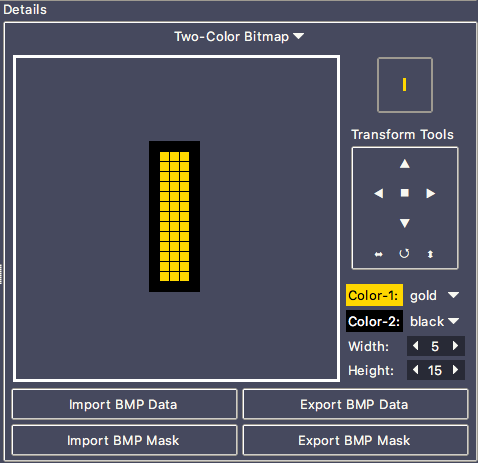 Details
Two-Color Bitmap
Transform Tools
Color-1: gold
Color-2: black
Width: 5
Height: 15
Import BMP Data Export BMP Data
Import BMP Mask Export BMP Mask